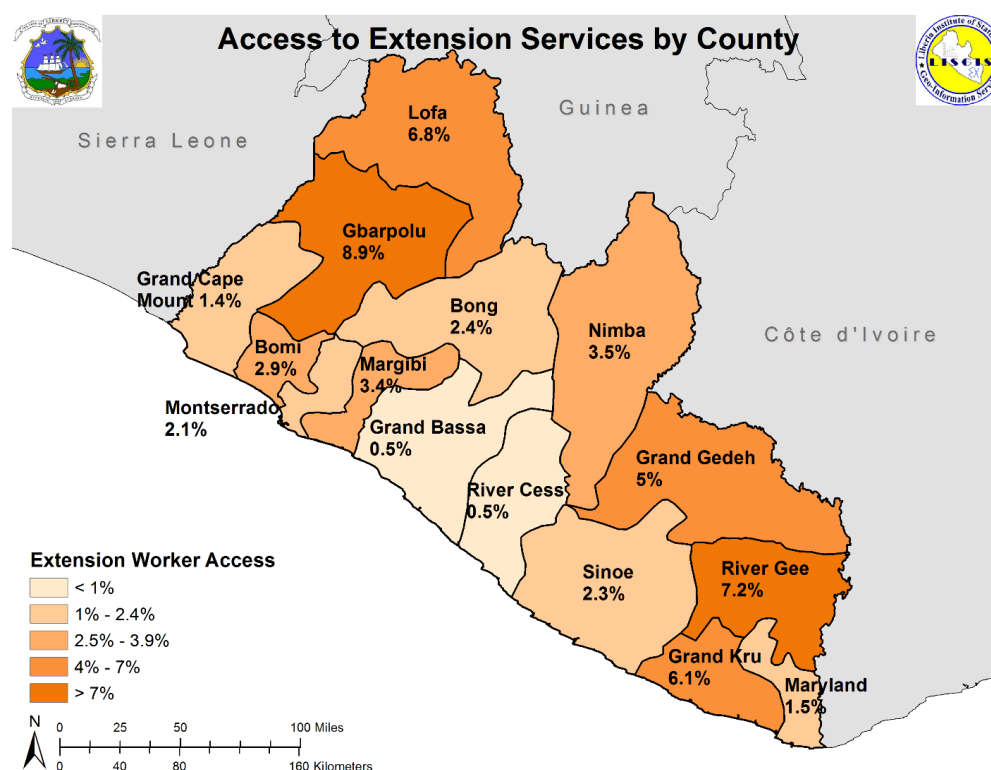 Access to Extension Services by County
Guinea
Sierra Leone
Côte d'Ivoire
Lofa
6.8%
Gbarpolu
8.9%
Grand Cape
Mount 1.4%
Bong
2.4%
Nimba
3.5%
Bomi
2.9%
Margibi
3.4%
Montserrado
2.1%
Grand Bassa
0.5%
Grand Gedeh
5%
River Cess
0.5%
Sinoe
2.3%
River Gee
7.2%
Grand Kru
6.1%
Maryland
1.5%
Extension Worker Access
< 1%
1% - 2.4%
2.5% - 3.9%
4% - 7%
> 7%
N
0 25 50 100 Miles
0 40 80 160 Kilometers
LISGIS